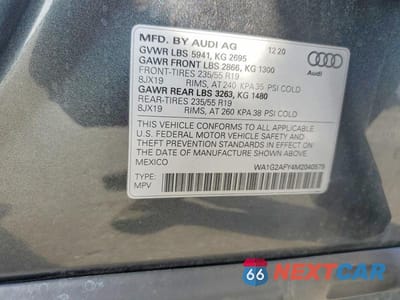 MFD. BY AUDI AG 12 20
GVWR LBS 5941, KG 2695
GAWR FRONT LBS 2866, KG 1300
FRONT-TIRES 235/55 R19
8JX19 RIMS, AT 240 KPA 35 PSI COLD
GAWR REAR LBS 3263, KG 1480
REAR-TIRES 235/55 R19
8JX19 RIMS, AT 260 KPA 38 PSI COLD
Audi
THIS VEHICLE CONFORMS TO ALL APPLICABLE
U.S. FEDERAL MOTOR VEHICLE SAFETY AND
THEFT PREVENTION STANDARDS IN EFFECT ON
THE DATE OF MANUFACTURE SHOWN ABOVE.
MEXICO
WA1G2AFY4M2040579
TYPE:
MPV
66 NEXTCAR